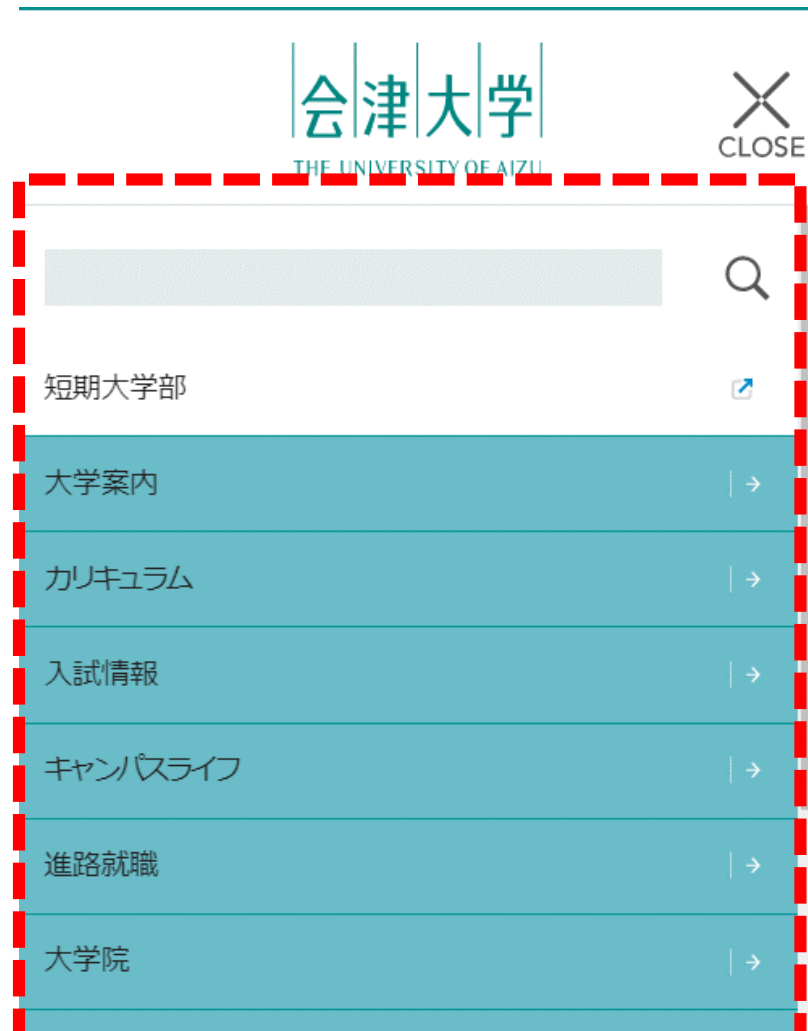 会津大学
THE UNIVERSITY OF AIZU
CLOSE
短期大学部
大学案内
カリキュラム
入試情報
キャンパスライフ
進路就職
大学院